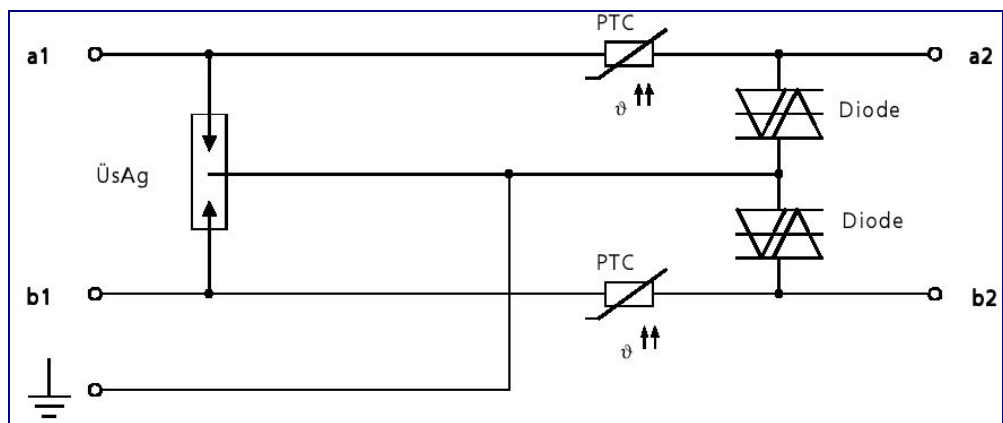 PTC
a1
a2
ϑ
Diode
ÜsAg
Diode
PTC
b1
b2
ϑ